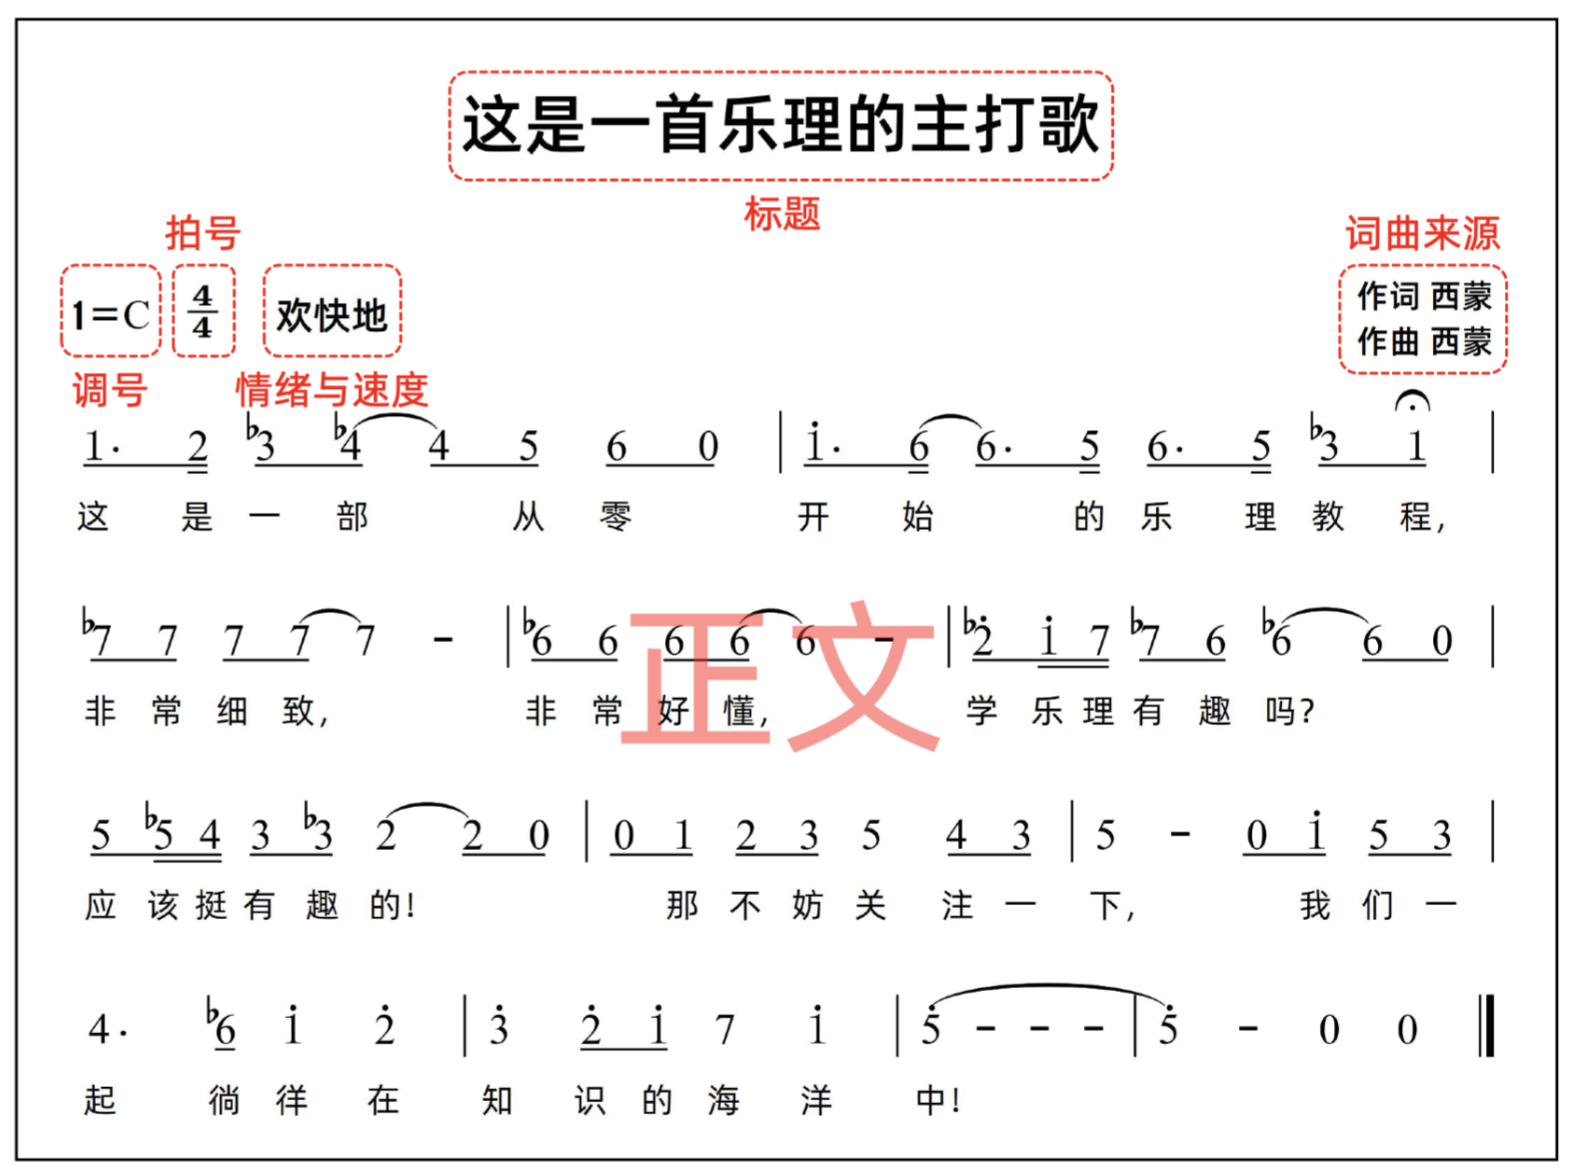 这是一首乐理的主打歌
标题
拍号
词曲来源
1=C 4/4 欢快地
作词 西蒙
作曲 西蒙
调号 情绪与速度
1· 2 ♭3 ♭4 4 5 6 0 | 1̇· 6 6· 5 6· 5 ♭3 1 |
这 是 一 部 从 零 开 始 的 乐 理 教 程,
♭7 7 7 7 7 - | ♭6 6 6 6 6 - | ♭2̇ 1̇ 7 ♭7 6 ♭6 6 0 |
正文
非 常 细 致, 非 常 好 懂, 学 乐 理 有 趣 吗?
5 ♭5 4 3 ♭3 2 2 0 | 0 1 2 3 5 4 3 | 5 - 0 1̇ 5 3 |
应 该 挺 有 趣 的! 那 不 妨 关 注 一 下, 我 们 一
4· ♭6 1̇ 2̇ | 3̇ 2̇ 1̇ 7 1̇ | 5̇ - - - | 5̇ - 0 0 ‖
起 徜 徉 在 知 识 的 海 洋 中!